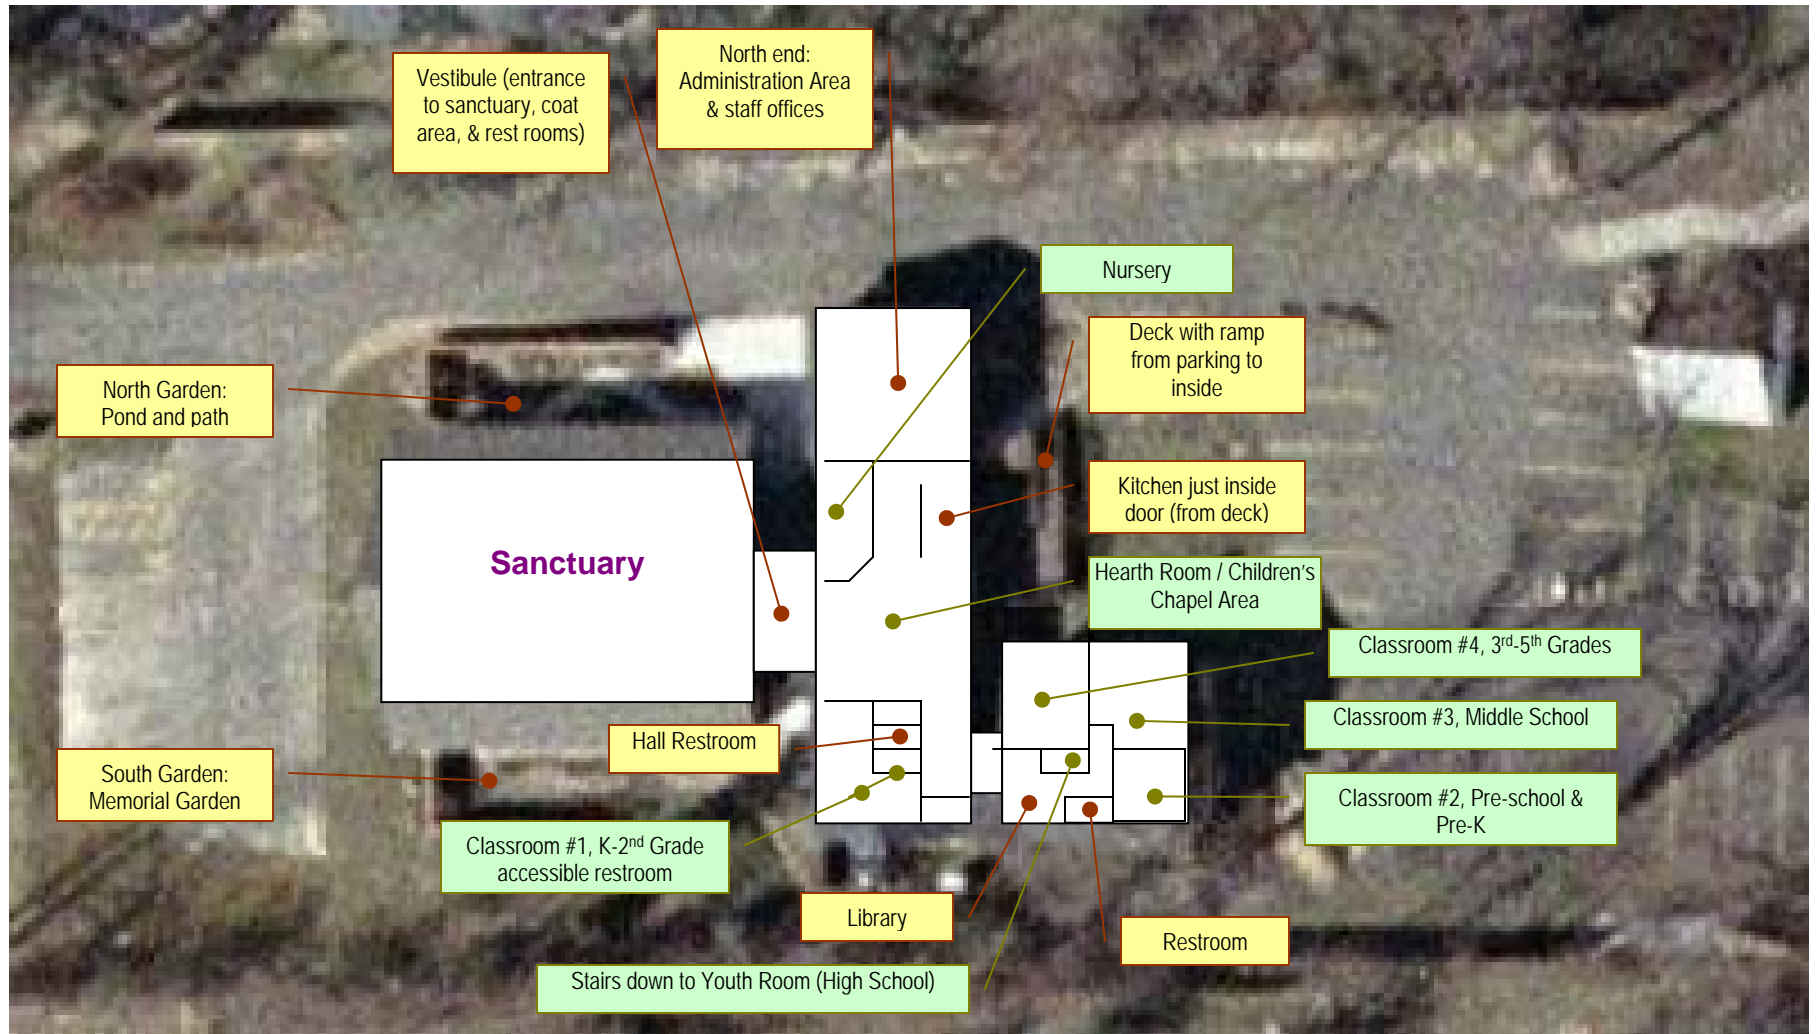 Vestibule (entrance
to sanctuary, coat
area, & rest rooms)
North end:
Administration Area
& staff offices
Nursery
Deck with ramp
from parking to
inside
North Garden:
Pond and path
Kitchen just inside
door (from deck)
Sanctuary
Hearth Room / Children’s
Chapel Area
Classroom #4, 3rd-5th Grades
Classroom #3, Middle School
Hall Restroom
South Garden:
Memorial Garden
Classroom #2, Pre-school &
Pre-K
Classroom #1, K-2nd Grade
accessible restroom
Library
Restroom
Stairs down to Youth Room (High School)